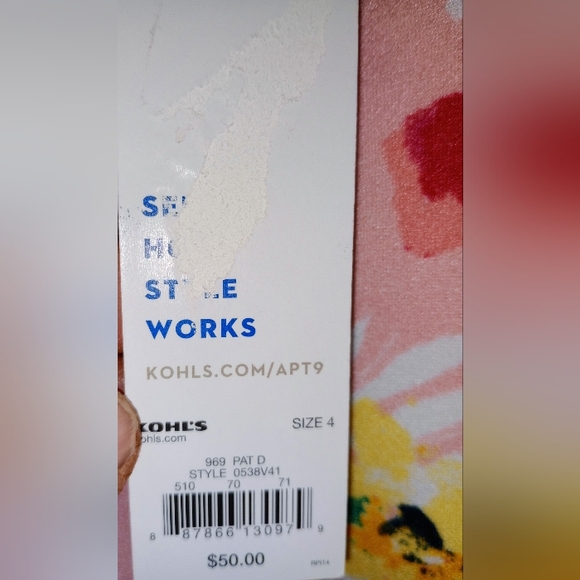 WORKS
KOHLS.COM/APT9
KOHL'S
SIZE 4
969 PAT D
STYLE 0538V41
510 70 71
8 87866 13097 9
$50.00